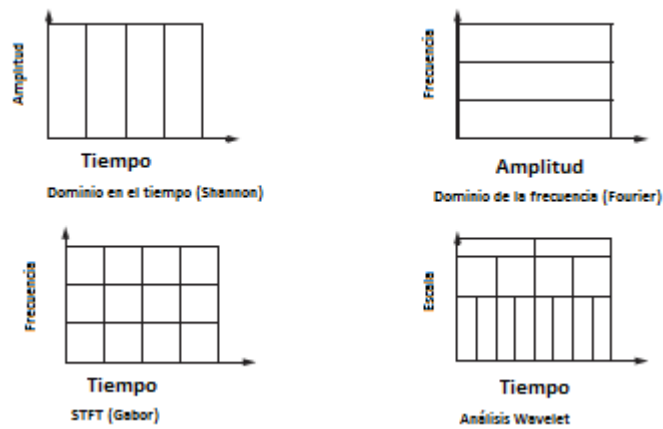 Amplitud
Tiempo
Dominio en el tiempo (Shannon)
Frecuencia
Amplitud
Dominio de la frecuencia (Fourier)
Frecuencia
Tiempo
STFT (Gabor)
Escala
Tiempo
Análisis Wavelet